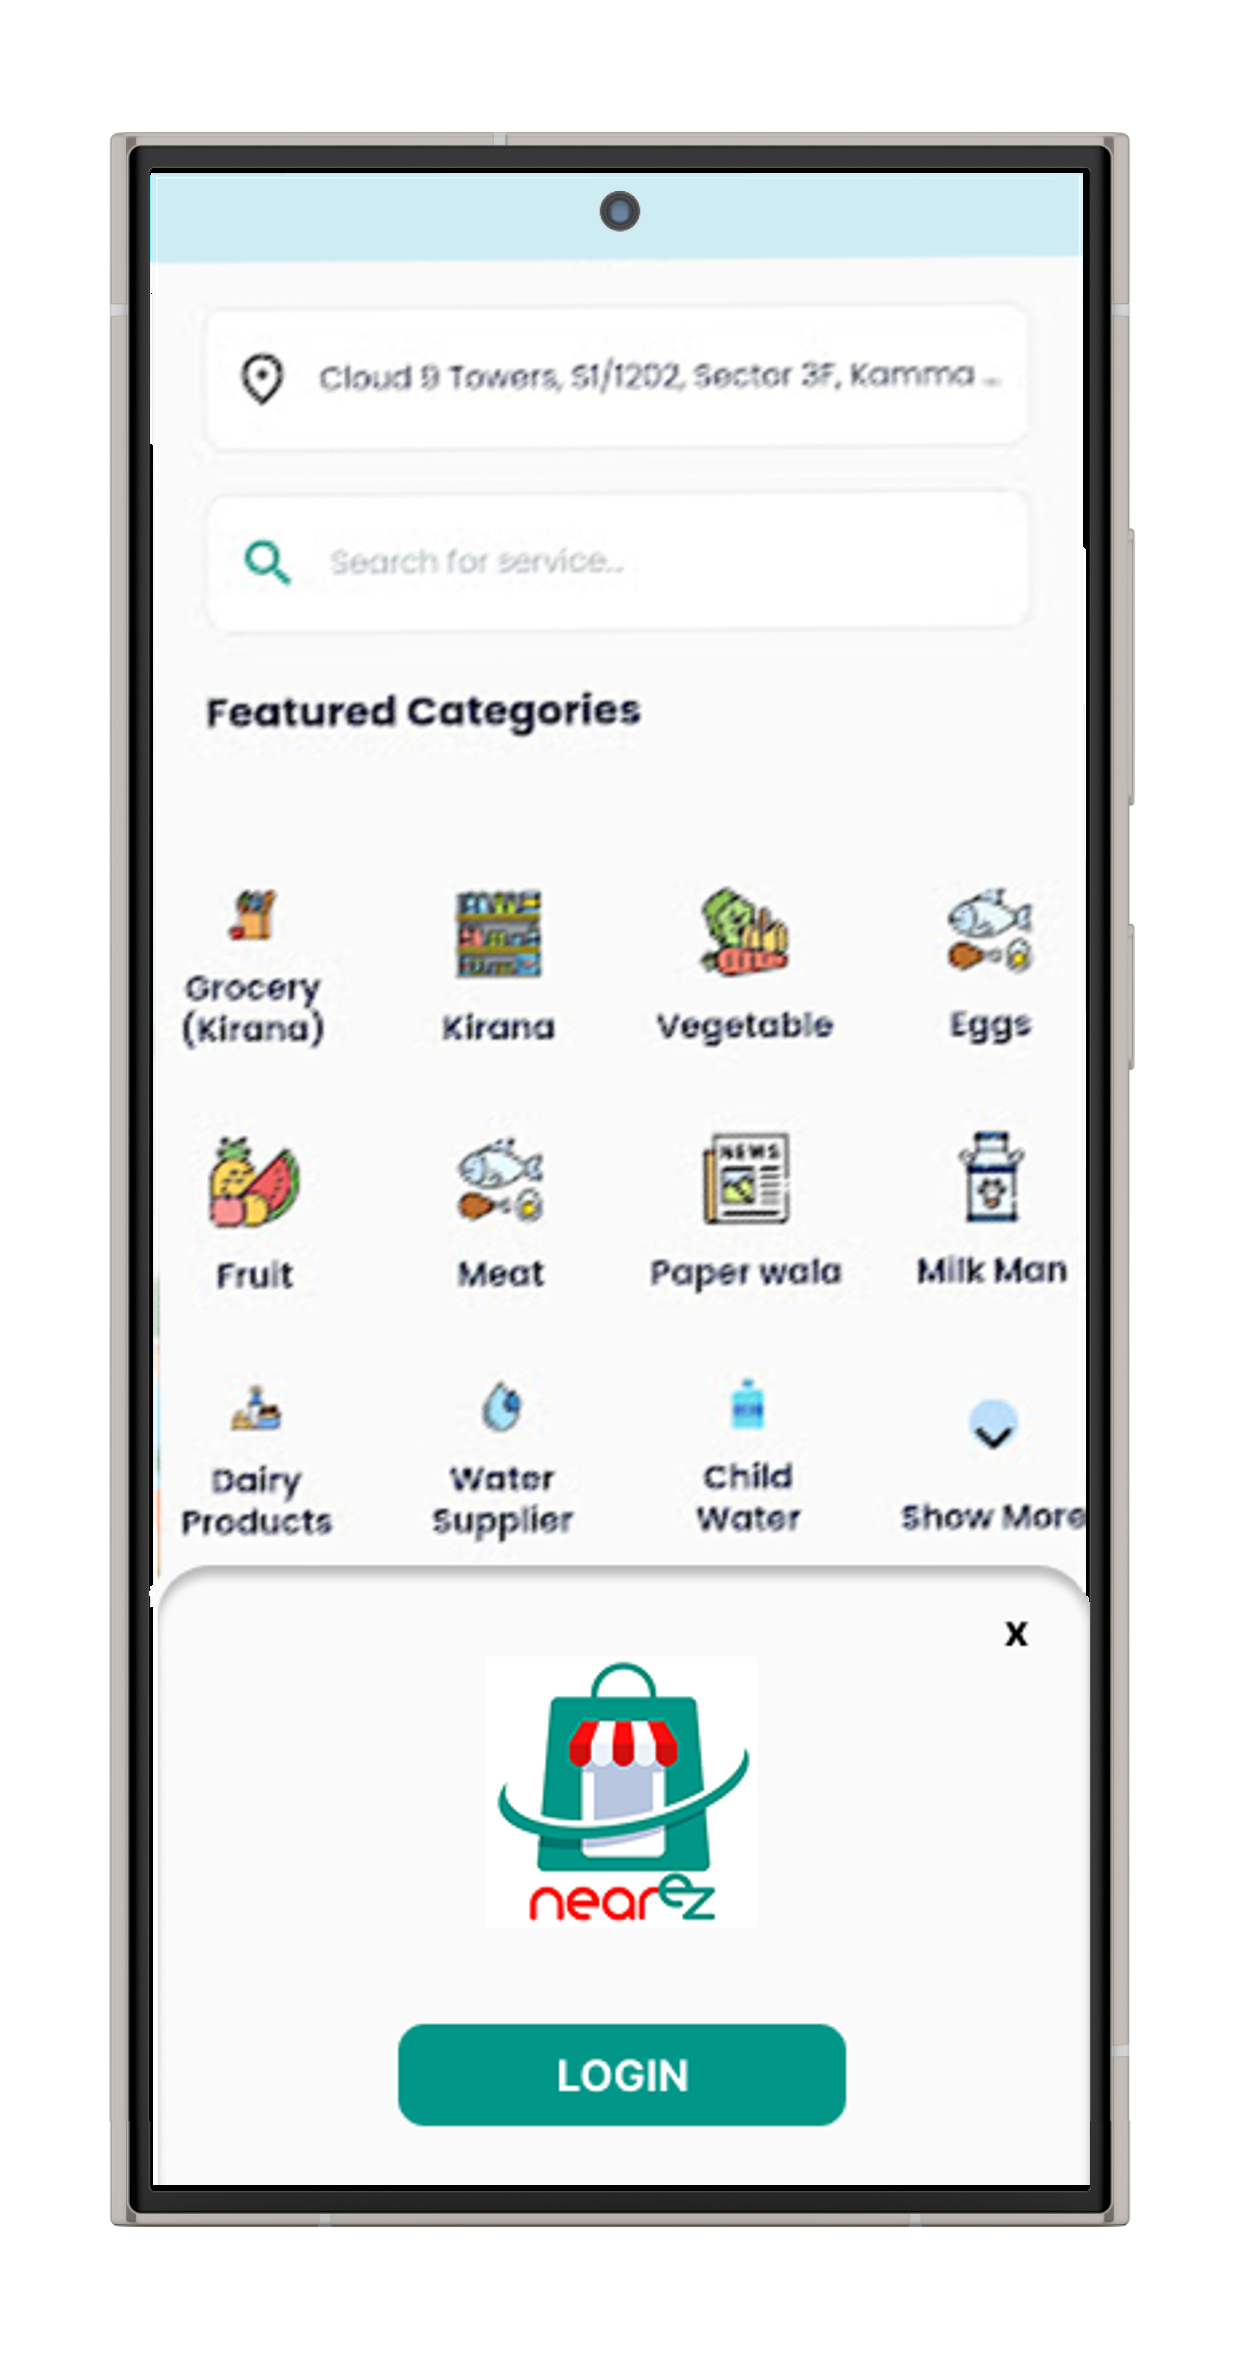 Cloud 9 Towers, S1/1202, Sector 3F, Kamma ...
Search for service...
Featured Categories
Grocery
(Kirana)
Kirana
Vegetable
Eggs
Fruit
Meat
NEWS
Paper wala
Milk Man
Dairy
Products
Water
Supplier
Child
Water
Show More
X
nearez
LOGIN